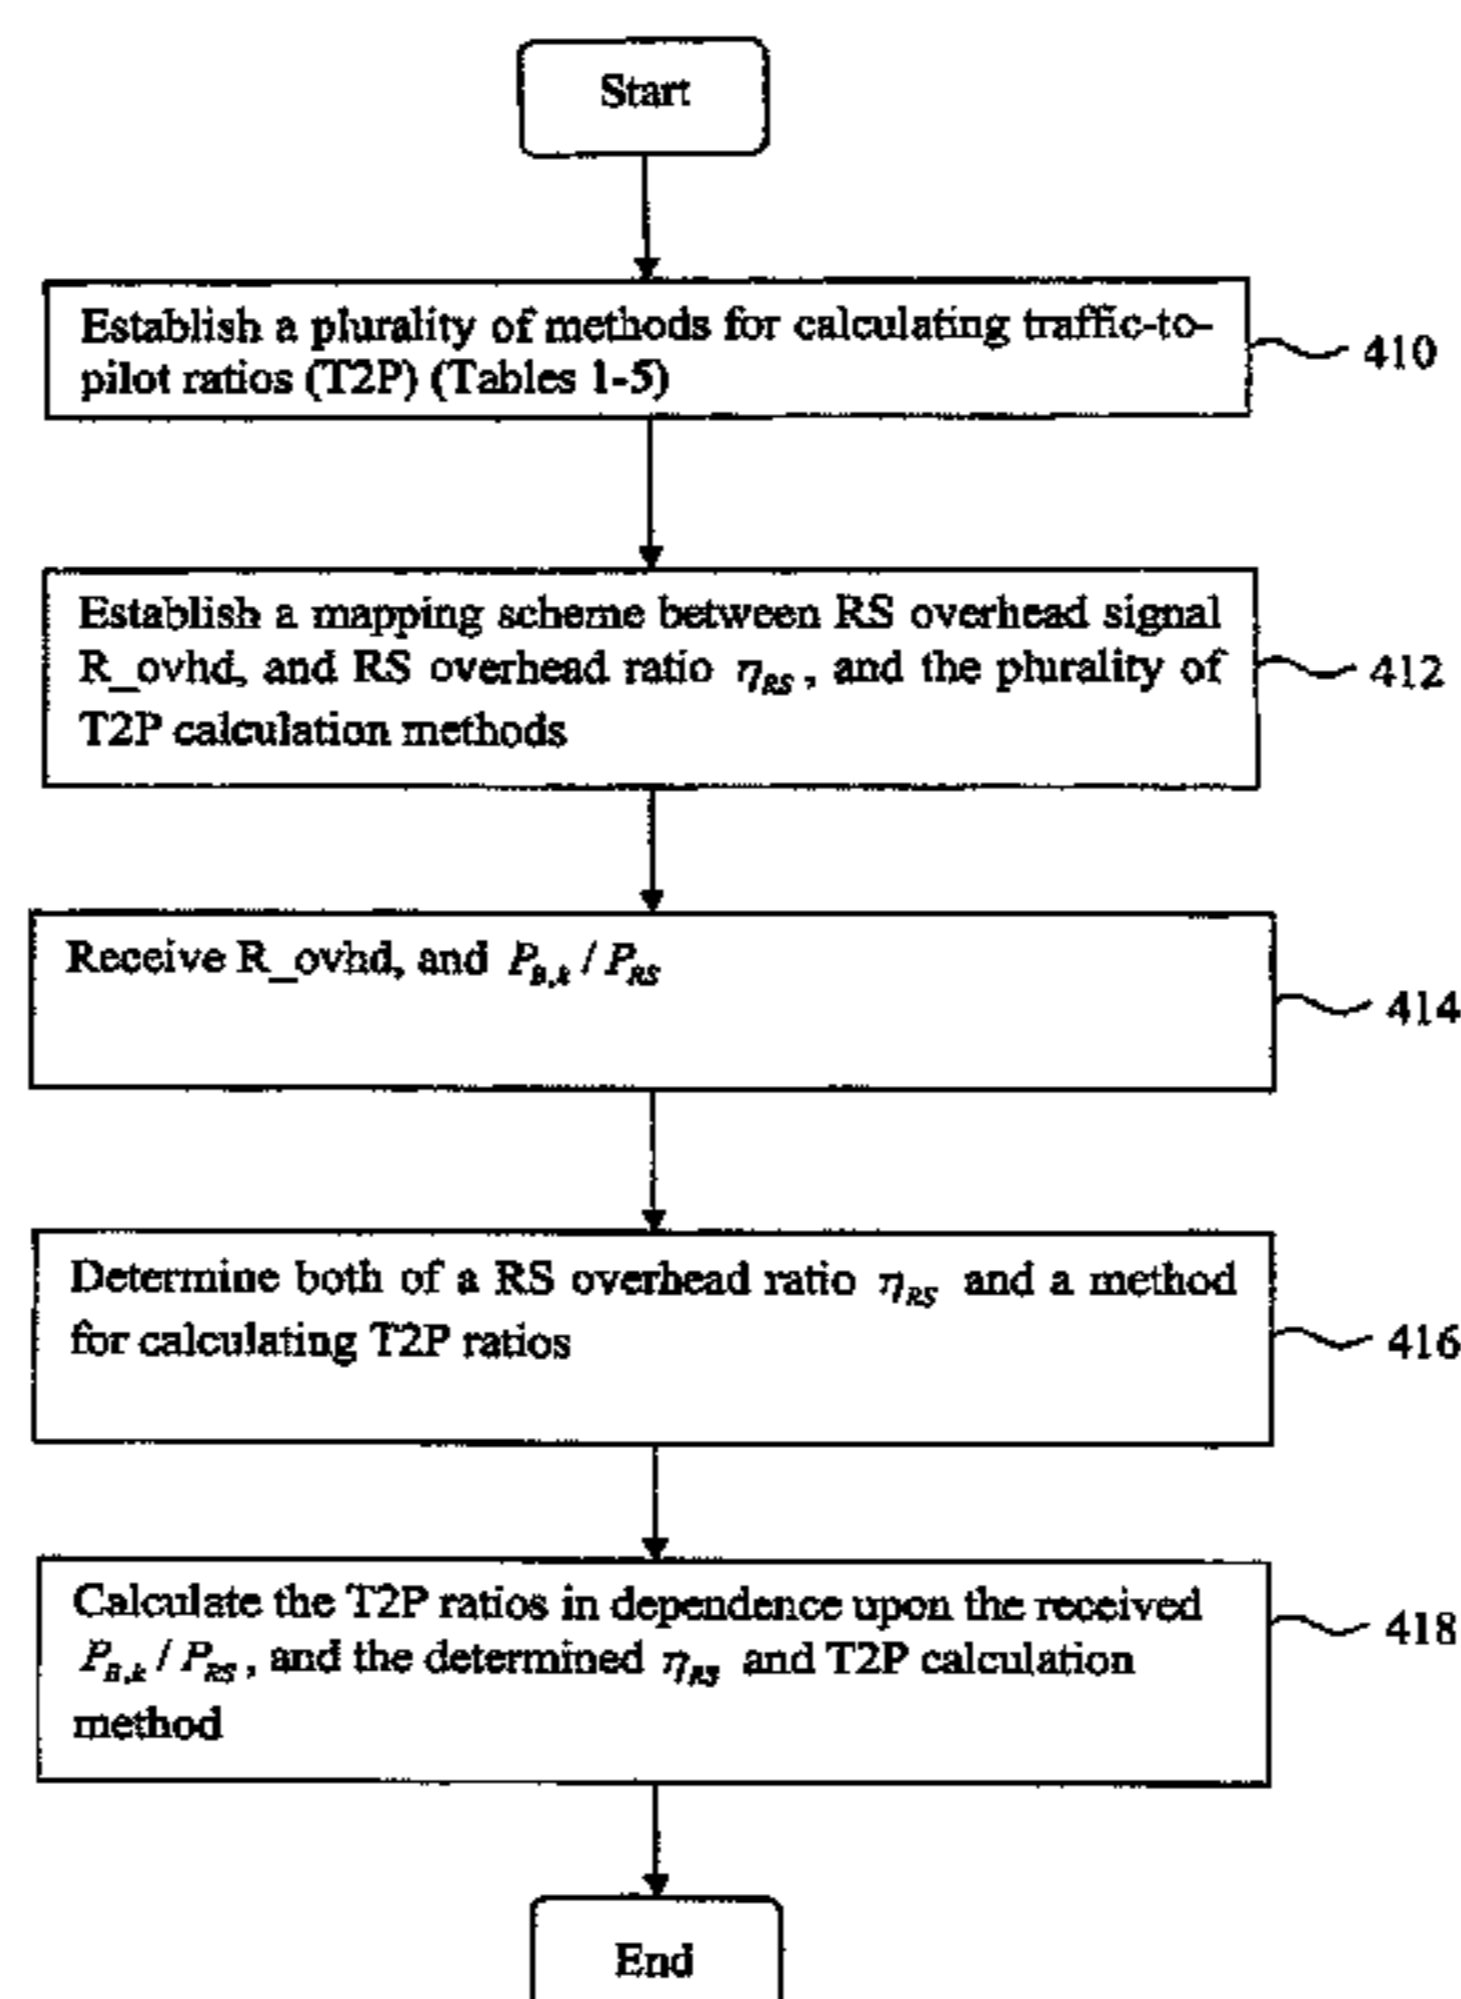 Start
Establish a plurality of methods for calculating traffic-to-
pilot ratios (T2P) (Tables 1-5)
410
Establish a mapping scheme between RS overhead signal
R_ovhd, and RS overhead ratio η_RS, and the plurality of
T2P calculation methods
412
Receive R_ovhd, and P_B,k / P_RS
414
Determine both of a RS overhead ratio η_RS and a method
for calculating T2P ratios
416
Calculate the T2P ratios in dependence upon the received
P_B,k / P_RS, and the determined η_RS and T2P calculation
method
418
End